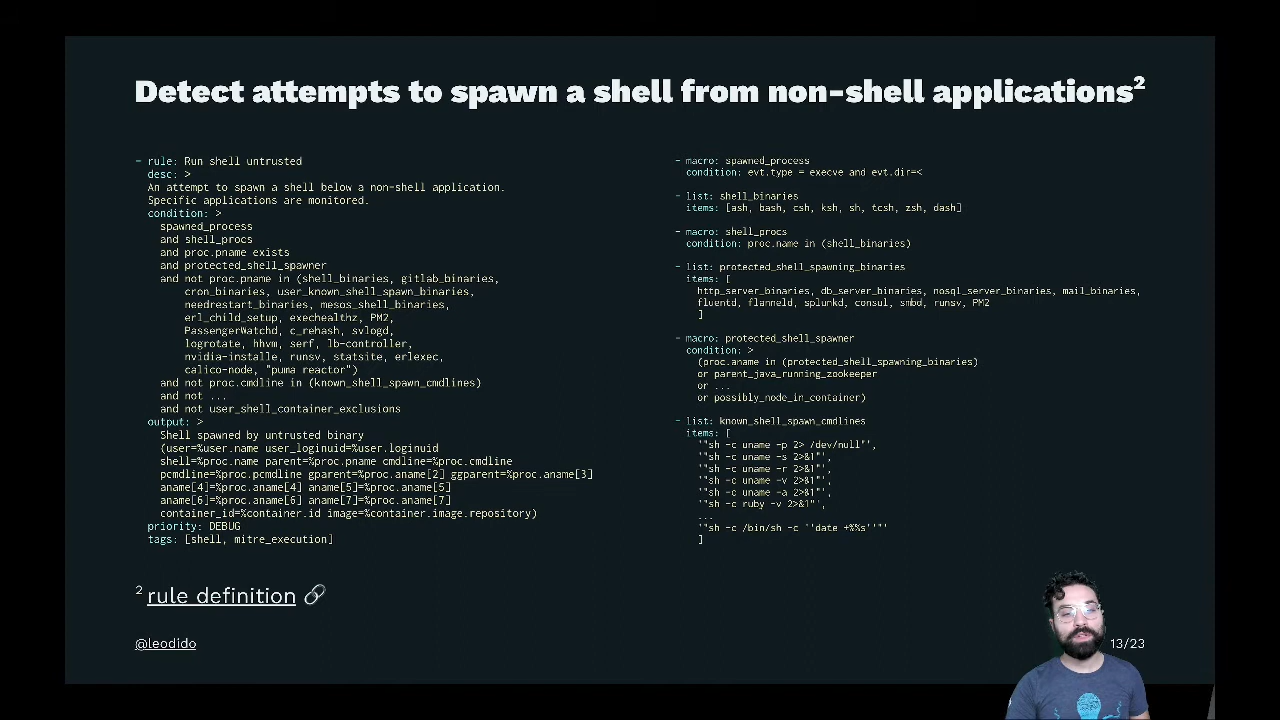 Detect attempts to spawn a shell from non-shell applications²
- rule: Run shell untrusted
desc: >
An attempt to spawn a shell below a non-shell application.
Specific applications are monitored.
condition: >
spawned_process
and shell_procs
and proc.pname exists
and protected_shell_spawner
and not proc.pname in (shell_binaries, gitlab_binaries,
cron_binaries, user_known_shell_spawn_binaries,
needrestart_binaries, mesos_shell_binaries,
erl_child_setup, exechealthz, PM2,
PassengerWatchd, c_rehash, svlogd,
logrotate, hhvm, serf, lb-controller,
nvidia-installe, runsv, statsite, erlexec,
calico-node, "puma reactor")
and not proc.cmdline in (known_shell_spawn_cmdlines)
and not ...
and not user_shell_container_exclusions
output: >
Shell spawned by untrusted binary
(user=%user.name user_loginuid=%user.loginuid
shell=%proc.name parent=%proc.pname cmdline=%proc.cmdline
pcmdline=%proc.pcmdline gparent=%proc.aname[2] ggparent=%proc.aname[3]
aname[4]=%proc.aname[4] aname[5]=%proc.aname[5]
aname[6]=%proc.aname[6] aname[7]=%proc.aname[7]
container_id=%container.id image=%container.image.repository)
priority: DEBUG
tags: [shell, mitre_execution]
- macro: spawned_process
condition: evt.type = execve and evt.dir=<
- list: shell_binaries
items: [ash, bash, csh, ksh, sh, tcsh, zsh, dash]
- macro: shell_procs
condition: proc.name in (shell_binaries)
- list: protected_shell_spawning_binaries
items: [
http_server_binaries, db_server_binaries, nosql_server_binaries, mail_binaries,
fluentd, flanneld, splunkd, consul, smbd, runsv, PM2
]
- macro: protected_shell_spawner
condition: >
(proc.aname in (protected_shell_spawning_binaries)
or parent_java_running_zookeeper
or ...
or possibly_node_in_container)
- list: known_shell_spawn_cmdlines
items: [
'"sh -c uname -p 2> /dev/null"',
'"sh -c uname -s 2>&1"',
'"sh -c uname -r 2>&1"',
'"sh -c uname -v 2>&1"',
'"sh -c uname -a 2>&1"',
'"sh -c ruby -v 2>&1"',
...
'"sh -c /bin/sh -c ''date +%%s''"'
]
² rule definition 🔗
@leodido
13/23